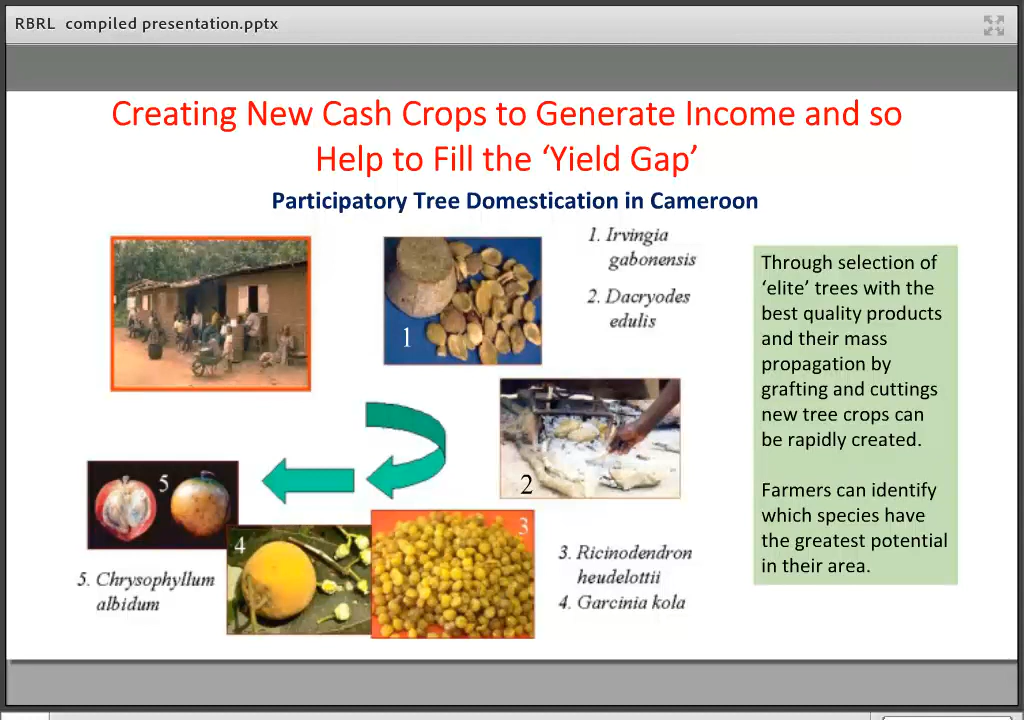 RBRL compiled presentation.pptx
Creating New Cash Crops to Generate Income and so
Help to Fill the ‘Yield Gap’
Participatory Tree Domestication in Cameroon
1. Irvingia
gabonensis
2. Dacryodes
edulis
1
2
3
4
5
3. Ricinodendron
heudelottii
4. Garcinia kola
5. Chrysophyllum
albidum
Through selection of
‘elite’ trees with the
best quality products
and their mass
propagation by
grafting and cuttings
new tree crops can
be rapidly created.
Farmers can identify
which species have
the greatest potential
in their area.